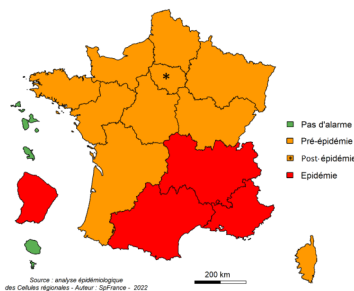 *
Pas d'alarme
Pré-épidémie
* Post-épidémie
Epidémie
Source : analyse épidémiologique
des Cellules régionales - Auteur : SpFrance - 2022
200 km